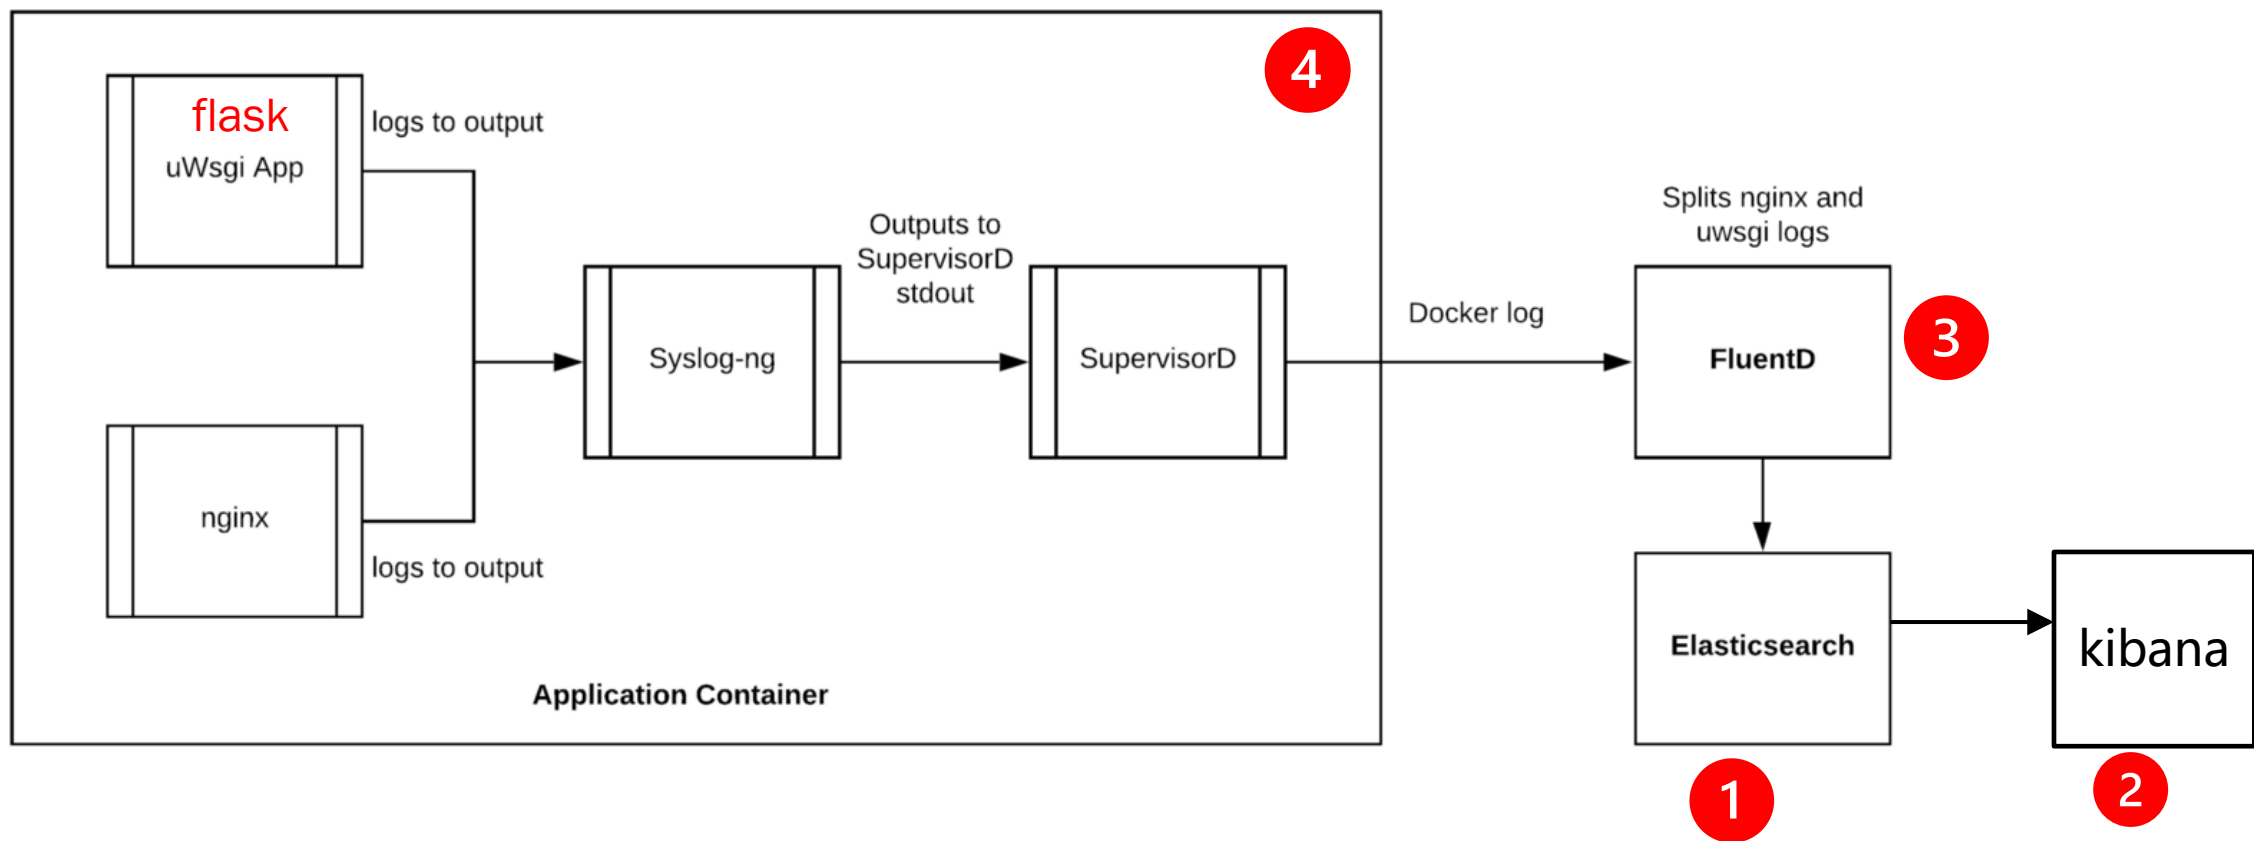 4
flask
uWsgi App
logs to output
Outputs to
SupervisorD
stdout
Splits nginx and
uwsgi logs
Docker log
Syslog-ng
SupervisorD
FluentD
3
nginx
logs to output
Application Container
Elasticsearch
kibana
1
2